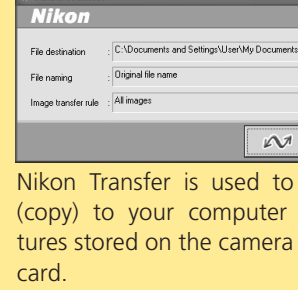 Nikon
File destination : C:\Documents and Settings\User\My Documents
File naming : Original file name
Image transfer rule : All images
Nikon Transfer is used to
(copy) to your computer
tures stored on the camera
card.